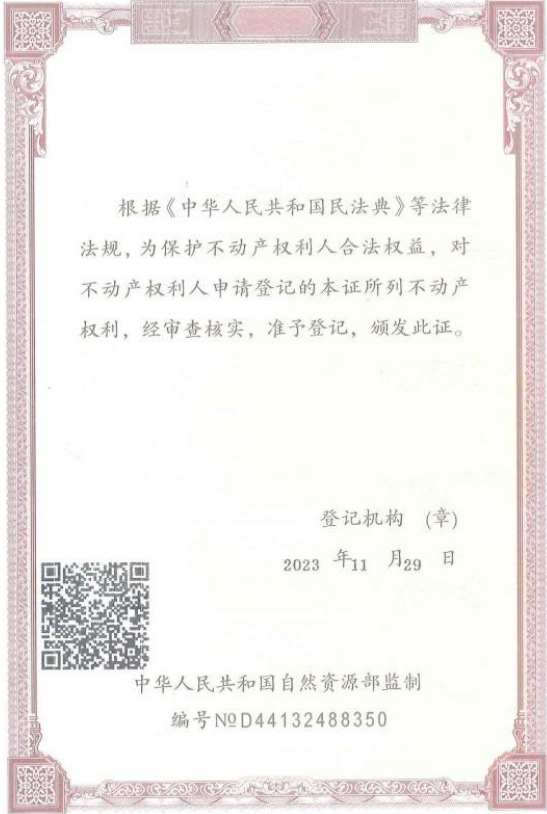 根据《中华人民共和国民法典》等法律
法规，为保护不动产权利人合法权益，对
不动产权利人申请登记的本证所列不动产
权利，经审查核实，准予登记，颁发此证。
登记机构 (章)
2023 年11 月29 日
中华人民共和国自然资源部监制
编号№D44132488350